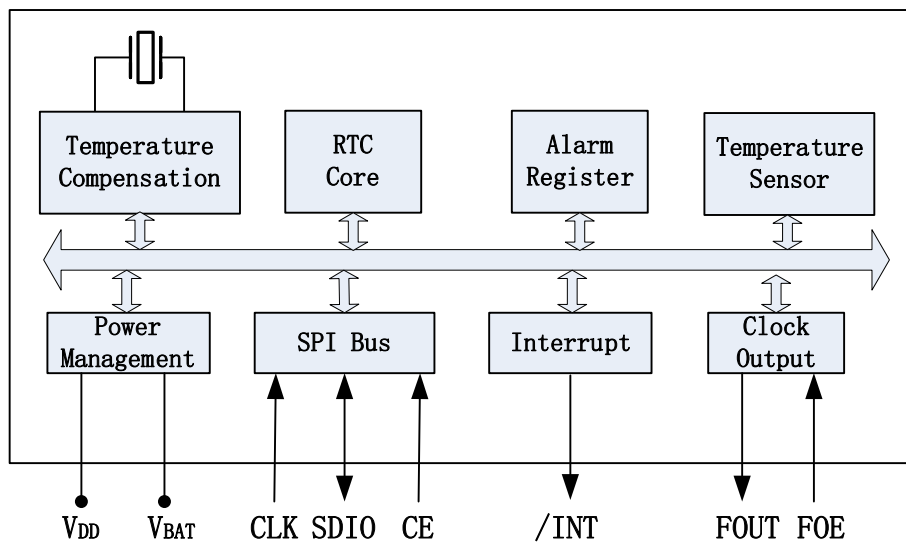 Temperature
Compensation
RTC
Core
Alarm
Register
Temperature
Sensor
Power
Management
SPI Bus
Interrupt
Clock
Output
VDD
VBAT
CLK
SDIO
CE
/INT
FOUT
FOE